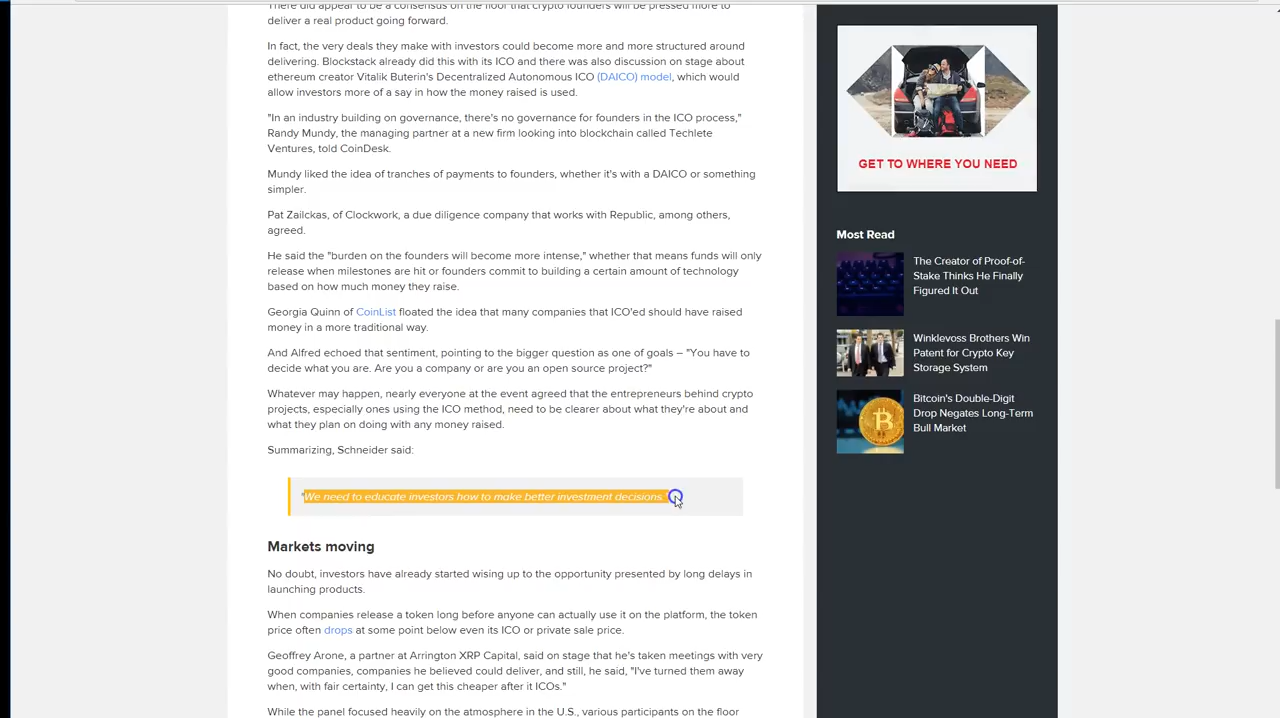 There did appear to be a consensus on the floor that crypto founders will be pressed more to
deliver a real product going forward.
In fact, the very deals they make with investors could become more and more structured around
delivering. Blockstack already did this with its ICO and there was also discussion on stage about
ethereum creator Vitalik Buterin's Decentralized Autonomous ICO (DAICO) model, which would
allow investors more of a say in how the money raised is used.
"In an industry building on governance, there's no governance for founders in the ICO process,"
Randy Mundy, the managing partner at a new firm looking into blockchain called Techlete
Ventures, told CoinDesk.
Mundy liked the idea of tranches of payments to founders, whether it's with a DAICO or something
simpler.
Pat Zailckas, of Clockwork, a due diligence company that works with Republic, among others,
agreed.
He said the "burden on the founders will become more intense," whether that means funds will only
release when milestones are hit or founders commit to building a certain amount of technology
based on how much money they raise.
Georgia Quinn of CoinList floated the idea that many companies that ICO'ed should have raised
money in a more traditional way.
And Alfred echoed that sentiment, pointing to the bigger question as one of goals – "You have to
decide what you are. Are you a company or are you an open source project?"
Whatever may happen, nearly everyone at the event agreed that the entrepreneurs behind crypto
projects, especially ones using the ICO method, need to be clearer about what they're about and
what they plan on doing with any money raised.
Summarizing, Schneider said:
"We need to educate investors how to make better investment decisions.
Markets moving
No doubt, investors have already started wising up to the opportunity presented by long delays in
launching products.
When companies release a token long before anyone can actually use it on the platform, the token
price often drops at some point below even its ICO or private sale price.
Geoffrey Arone, a partner at Arrington XRP Capital, said on stage that he's taken meetings with very
good companies, companies he believed could deliver, and still, he said, "I've turned them away
when, with fair certainty, I can get this cheaper after it ICOs."
While the panel focused heavily on the atmosphere in the U.S., various participants on the floor
GET TO WHERE YOU NEED
Most Read
The Creator of Proof-of-
Stake Thinks He Finally
Figured It Out
Winklevoss Brothers Win
Patent for Crypto Key
Storage System
Bitcoin's Double-Digit
Drop Negates Long-Term
Bull Market